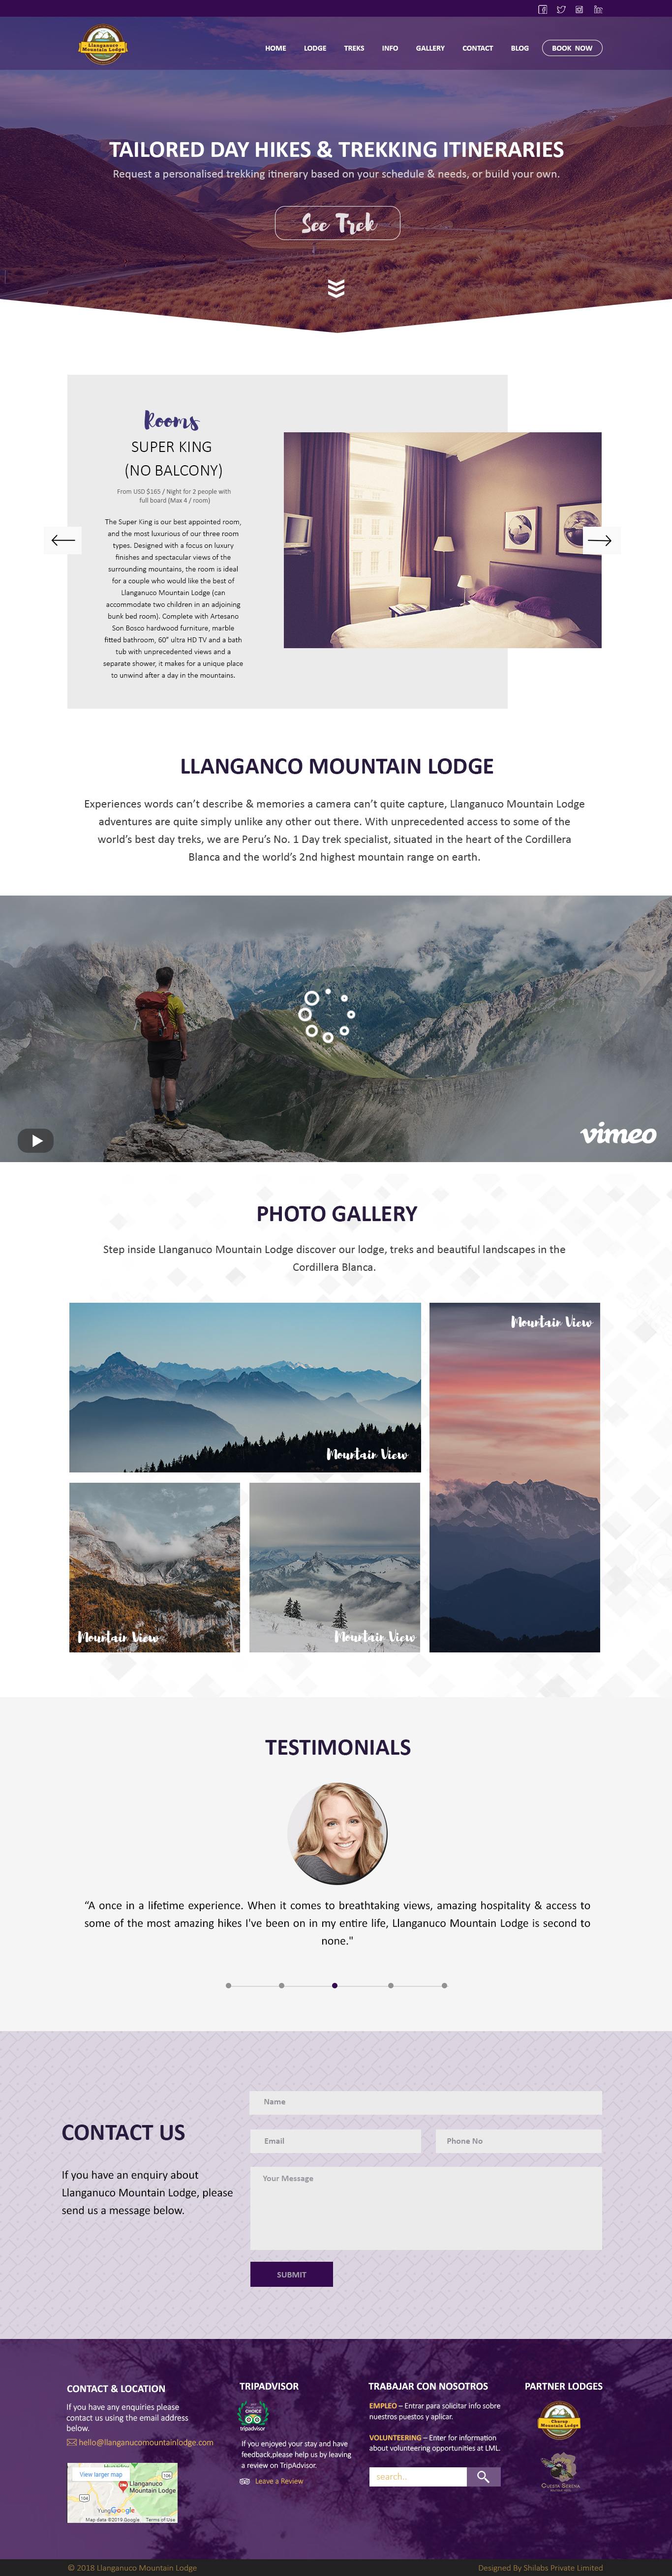 Llanganuco
Mountain Lodge
HOME LODGE TREKS INFO GALLERY CONTACT BLOG BOOK NOW
TAILORED DAY HIKES & TREKKING ITINERARIES
Request a personalised trekking itinerary based on your schedule & needs, or build your own.
See Trek
Rooms
SUPER KING
(NO BALCONY)
From USD $165 / Night for 2 people with
full board (Max 4 / room)
The Super King is our best appointed room,
and the most luxurious of our three room
types. Designed with a focus on luxury
finishes and spectacular views of the
surrounding mountains, the room is ideal
for a couple who would like the best of
Llanganuco Mountain Lodge (can
accommodate two children in an adjoining
bunk bed room). Complete with Artesano
Son Bosco hardwood furniture, marble
fitted bathroom, 60” ultra HD TV and a bath
tub with unprecedented views and a
separate shower, it makes for a unique place
to unwind after a day in the mountains.
LLANGANCO MOUNTAIN LODGE
Experiences words can’t describe & memories a camera can’t quite capture, Llanganuco Mountain Lodge
adventures are quite simply unlike any other out there. With unprecedented access to some of the
world’s best day treks, we are Peru’s No. 1 Day trek specialist, situated in the heart of the Cordillera
Blanca and the world’s 2nd highest mountain range on earth.
vimeo
PHOTO GALLERY
Step inside Llanganuco Mountain Lodge discover our lodge, treks and beautiful landscapes in the
Cordillera Blanca.
Mountain View
Mountain View
Mountain View
Mountain View
TESTIMONIALS
“A once in a lifetime experience. When it comes to breathtaking views, amazing hospitality & access to
some of the most amazing hikes I've been on in my entire life, Llanganuco Mountain Lodge is second to
none."
CONTACT US
If you have an enquiry about
Llanganuco Mountain Lodge, please
send us a message below.
Name
Email
Phone No
Your Message
SUBMIT
CONTACT & LOCATION
If you have any enquiries please
contact us using the email address
below.
hello@llanganucomountainlodge.com
View larger map
Llanganuco
Mountain Lodge
106
106
Yung
Google
Map data ©2019 Google Terms of Use
TRIPADVISOR
CHOICE
tripadvisor
If you enjoyed your stay and have
feedback,please help us by leaving
a review on TripAdvisor.
Leave a Review
TRABAJAR CON NOSOTROS
EMPLEO – Entrar para solicitar info sobre
nuestros puestos y aplicar.
VOLUNTEERING – Enter for information
about volunteering opportunities at LML.
search..
PARTNER LODGES
Churup
Mountain Lodge
CUESTA SERENA
© 2018 Llanganuco Mountain Lodge
Designed By Shilabs Private Limited